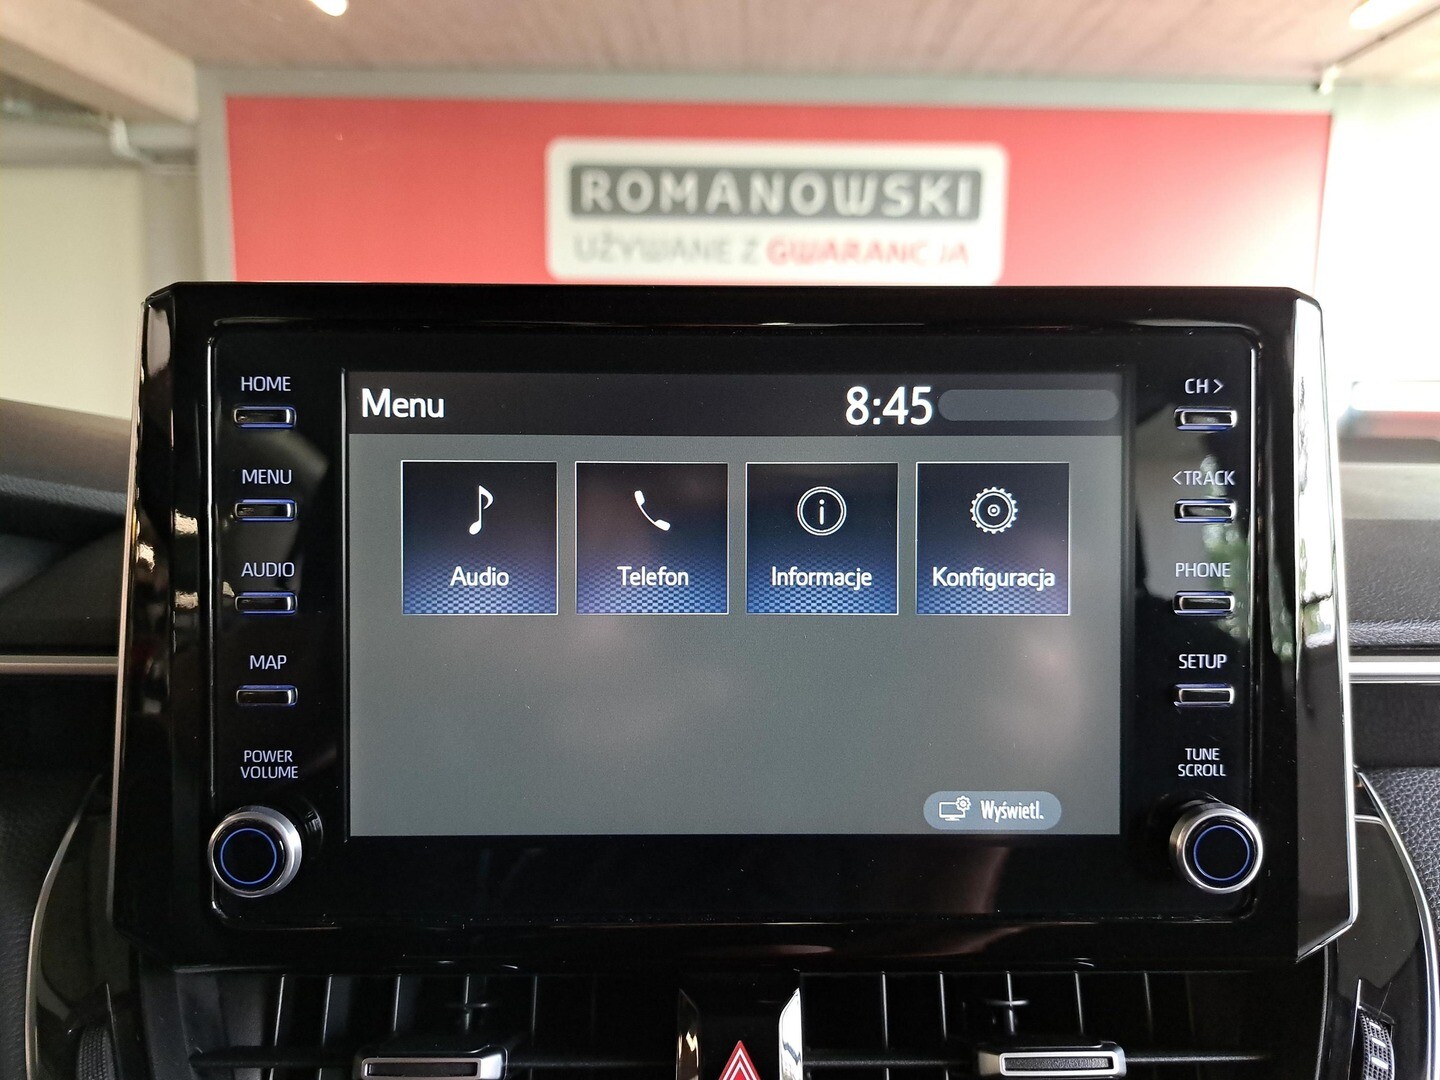 ROMANOWSKI
UŻYWANE Z GWARANCJĄ
HOME
MENU
AUDIO
MAP
POWER
VOLUME
Menu
8:45
Audio
Telefon
Informacje
Konfiguracja
Wyświetl.
CH >
< TRACK
PHONE
SETUP
TUNE
SCROLL